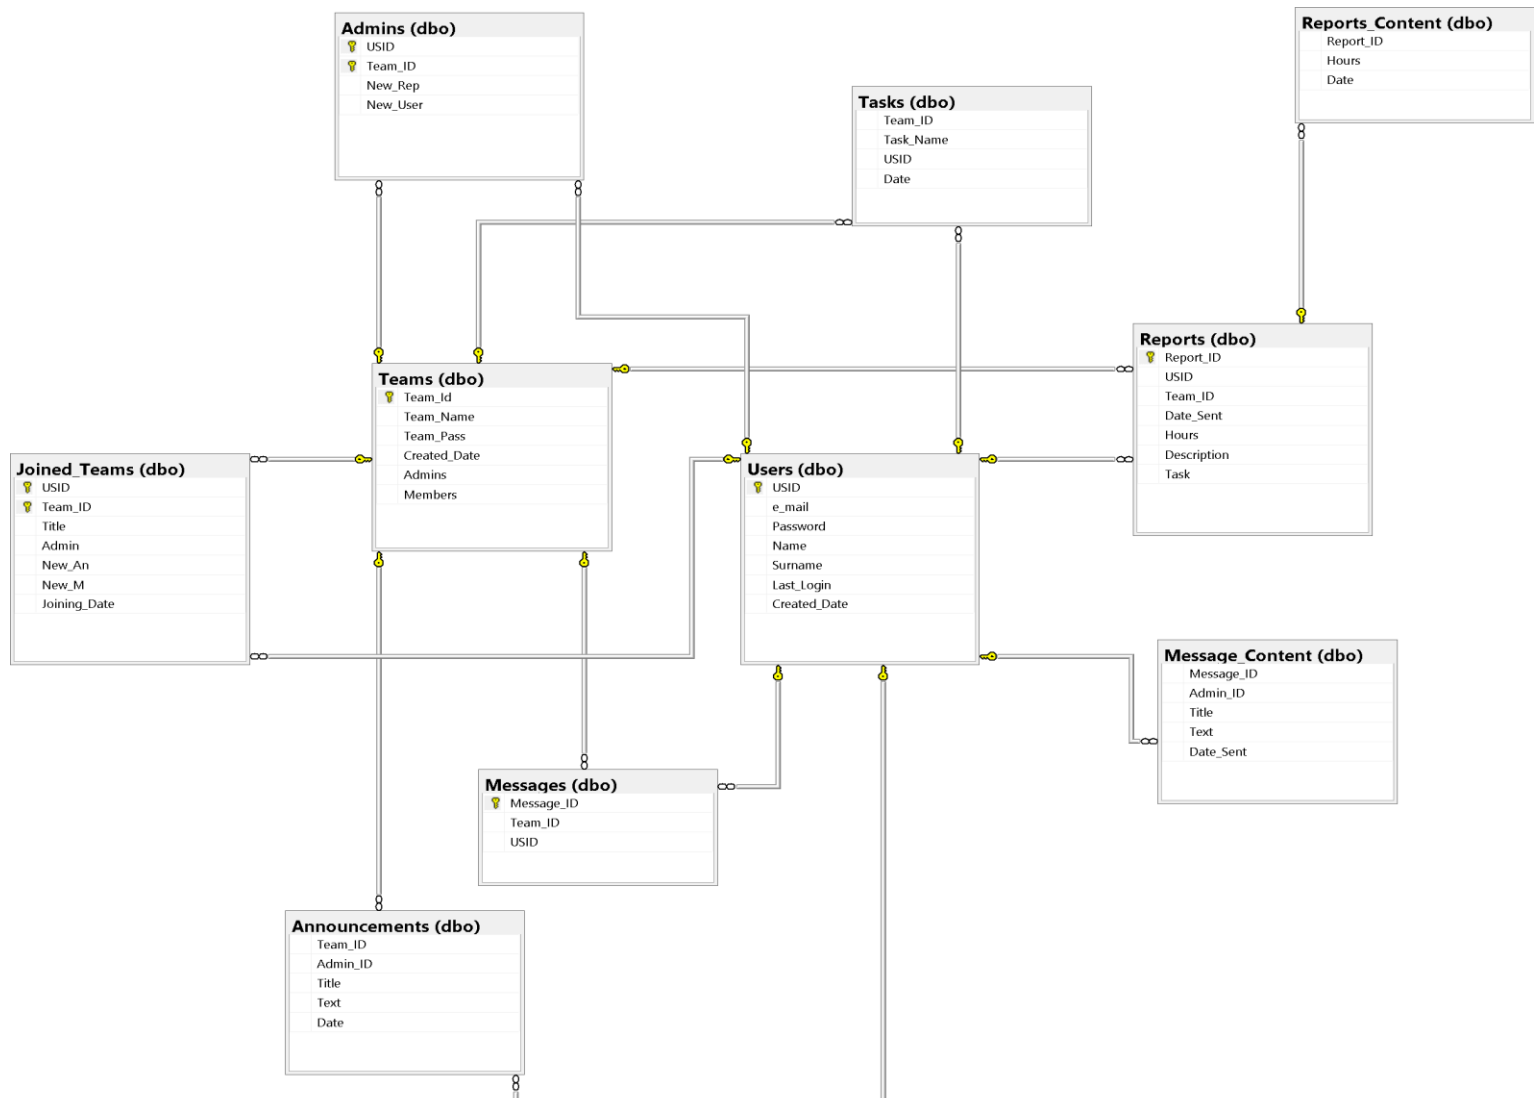 Admins (dbo)
USID
Team_ID
New_Rep
New_User
Reports_Content (dbo)
Report_ID
Hours
Date
Tasks (dbo)
Team_ID
Task_Name
USID
Date
Reports (dbo)
Report_ID
USID
Team_ID
Date_Sent
Hours
Description
Task
Teams (dbo)
Team_Id
Team_Name
Team_Pass
Created_Date
Admins
Members
Joined_Teams (dbo)
USID
Team_ID
Title
Admin
New_An
New_M
Joining_Date
Users (dbo)
USID
e_mail
Password
Name
Surname
Last_Login
Created_Date
Message_Content (dbo)
Message_ID
Admin_ID
Title
Text
Date_Sent
Messages (dbo)
Message_ID
Team_ID
USID
Announcements (dbo)
Team_ID
Admin_ID
Title
Text
Date